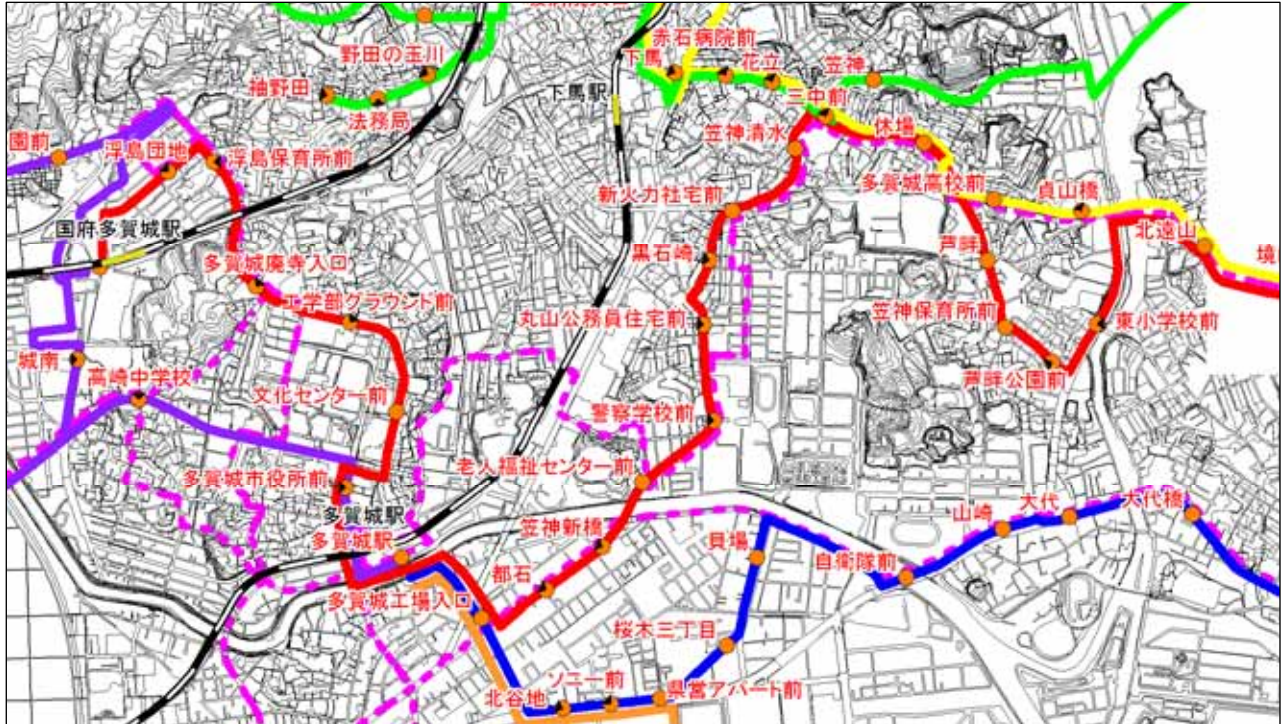 赤石病院前
野田の玉川
下馬
花立
笠神
袖野田
法務局
下馬駅
三中前
園前
浮島団地
浮島保育所前
笠神清水
休場
多賀城高校前
貞山橋
新火力社宅前
国府多賀城駅
北遠山
境
黒石崎
芦畔
多賀城廃寺入口
工学部グラウンド前
丸山公務員住宅前
笠神保育所前
東小学校前
城南
高崎中学校
芦畔公園前
文化センター前
警察学校前
老人福祉センター前
多賀城市役所前
多賀城駅
多賀城駅
笠神新橋
貝場
山崎
大代
大代橋
自衛隊前
都石
多賀城工場入口
桜木三丁目
ソニー前
北谷地
県営アパート前